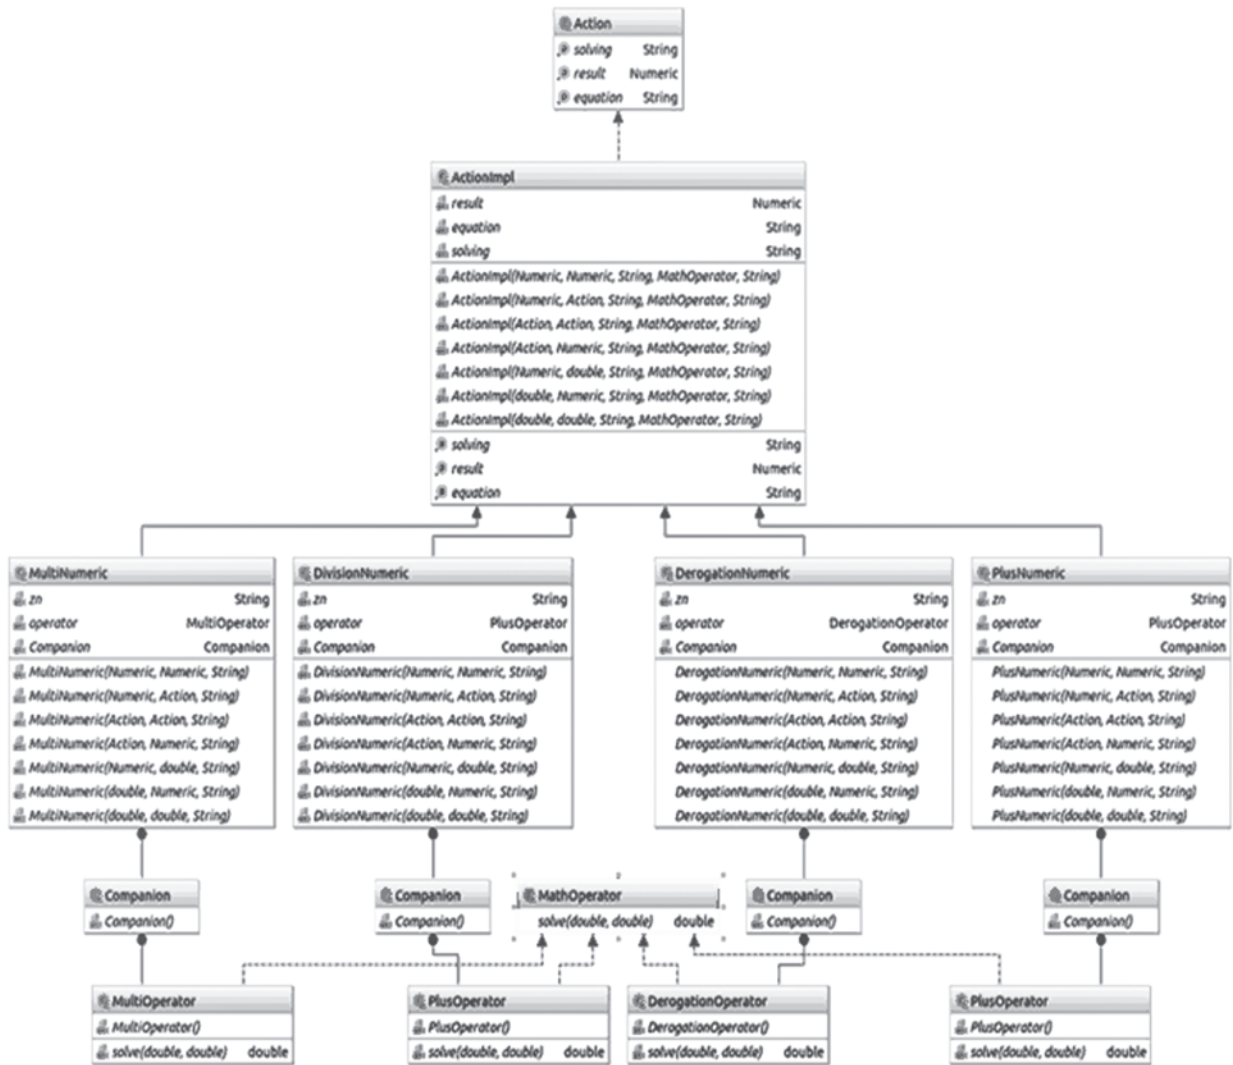 Action
solving String
result Numeric
equation String
ActionImpl
result Numeric
equation String
solving String
ActionImpl(Numeric, Numeric, String, MathOperator, String)
ActionImpl(Numeric, Action, String, MathOperator, String)
ActionImpl(Action, Action, String, MathOperator, String)
ActionImpl(Action, Numeric, String, MathOperator, String)
ActionImpl(Numeric, double, String, MathOperator, String)
ActionImpl(double, Numeric, String, MathOperator, String)
ActionImpl(double, double, String, MathOperator, String)
solving String
result Numeric
equation String
MultiNumeric
zn String
operator MultiOperator
Companion Companion
MultiNumeric(Numeric, Numeric, String)
MultiNumeric(Numeric, Action, String)
MultiNumeric(Action, Action, String)
MultiNumeric(Action, Numeric, String)
MultiNumeric(Numeric, double, String)
MultiNumeric(double, Numeric, String)
MultiNumeric(double, double, String)
DivisionNumeric
zn String
operator PlusOperator
Companion Companion
DivisionNumeric(Numeric, Numeric, String)
DivisionNumeric(Numeric, Action, String)
DivisionNumeric(Action, Action, String)
DivisionNumeric(Action, Numeric, String)
DivisionNumeric(Numeric, double, String)
DivisionNumeric(double, Numeric, String)
DivisionNumeric(double, double, String)
DerogationNumeric
zn String
operator DerogationOperator
Companion Companion
DerogationNumeric(Numeric, Numeric, String)
DerogationNumeric(Numeric, Action, String)
DerogationNumeric(Action, Action, String)
DerogationNumeric(Action, Numeric, String)
DerogationNumeric(Numeric, double, String)
DerogationNumeric(double, Numeric, String)
DerogationNumeric(double, double, String)
PlusNumeric
zn String
operator PlusOperator
Companion Companion
PlusNumeric(Numeric, Numeric, String)
PlusNumeric(Numeric, Action, String)
PlusNumeric(Action, Action, String)
PlusNumeric(Action, Numeric, String)
PlusNumeric(Numeric, double, String)
PlusNumeric(double, Numeric, String)
PlusNumeric(double, double, String)
Companion
Companion()
Companion
Companion()
MathOperator
solve(double, double) double
Companion
Companion()
Companion
Companion()
MultiOperator
MultiOperator()
solve(double, double) double
PlusOperator
PlusOperator()
solve(double, double) double
DerogationOperator
DerogationOperator()
solve(double, double) double
PlusOperator
PlusOperator()
solve(double, double) double